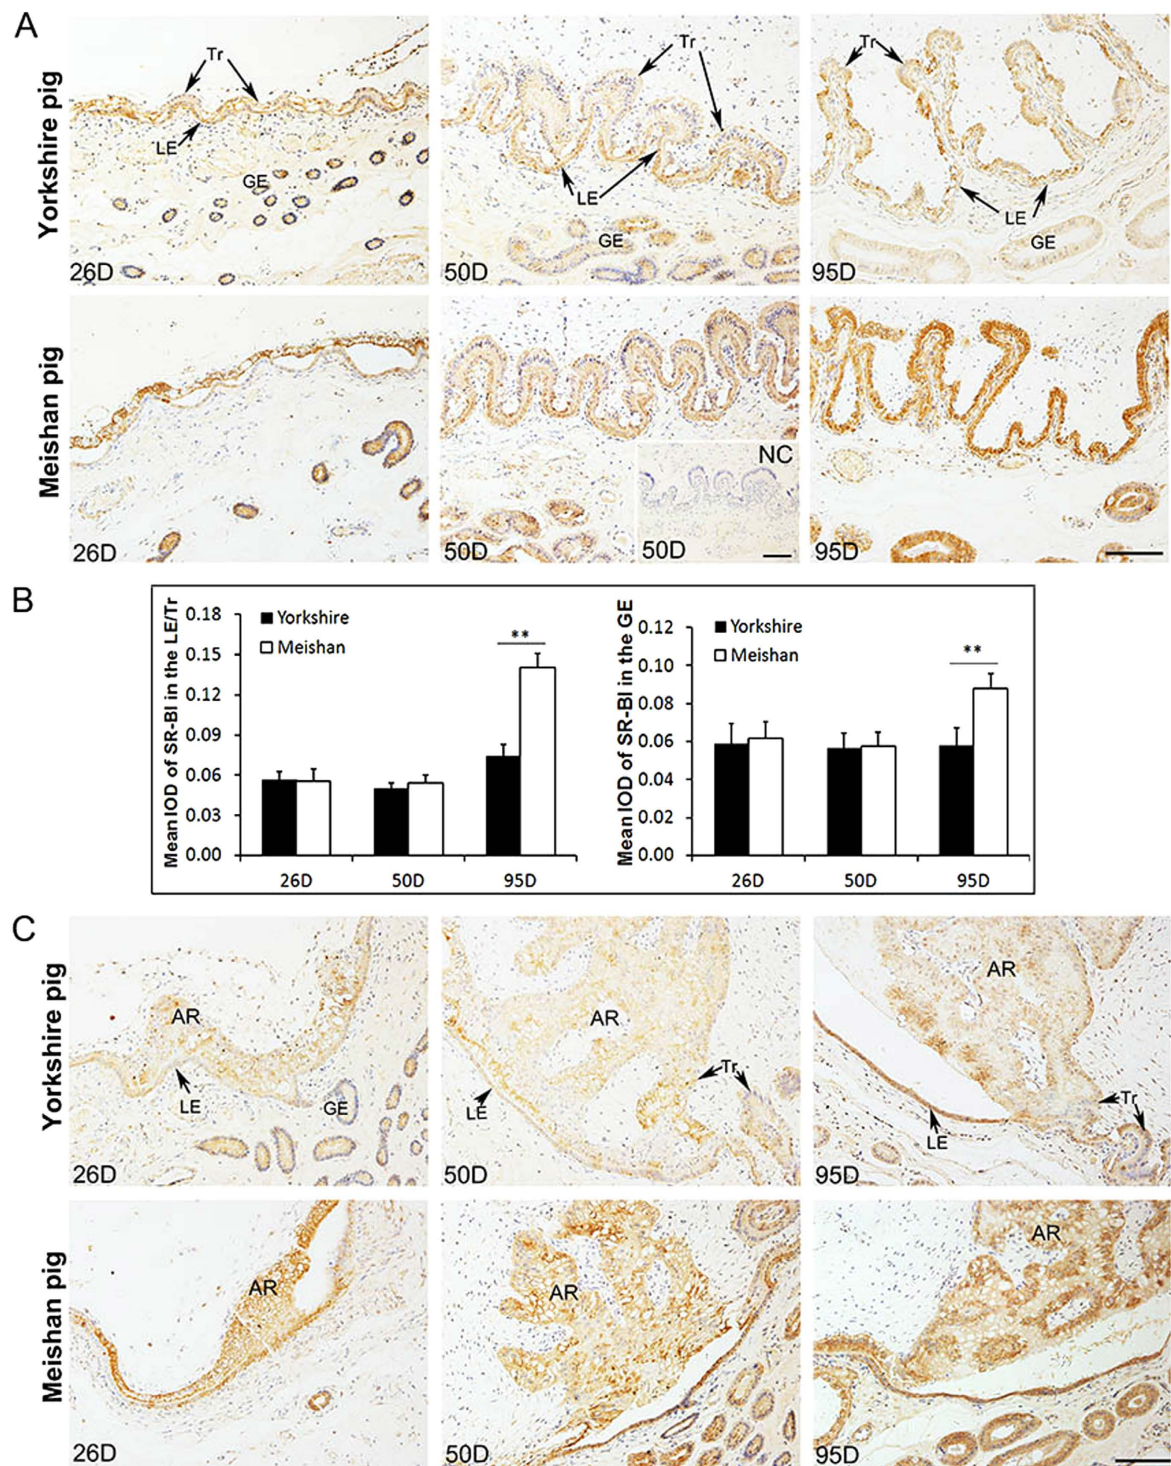 A
Yorkshire pig
Tr
LE
GE
26D
Tr
LE
GE
50D
Tr
LE
GE
95D
Meishan pig
26D
50D
NC
50D
95D
B
Mean IOD of SR-BI in the LE/Tr
0.18
0.15
0.12
0.09
0.06
0.03
0.00
Yorkshire
Meishan
**
26D 50D 95D
Mean IOD of SR-BI in the GE
0.12
0.10
0.08
0.06
0.04
0.02
0.00
Yorkshire
Meishan
**
26D 50D 95D
C
Yorkshire pig
AR
LE
GE
26D
AR
Tr
LE
50D
AR
Tr
LE
95D
Meishan pig
AR
26D
AR
50D
AR
95D